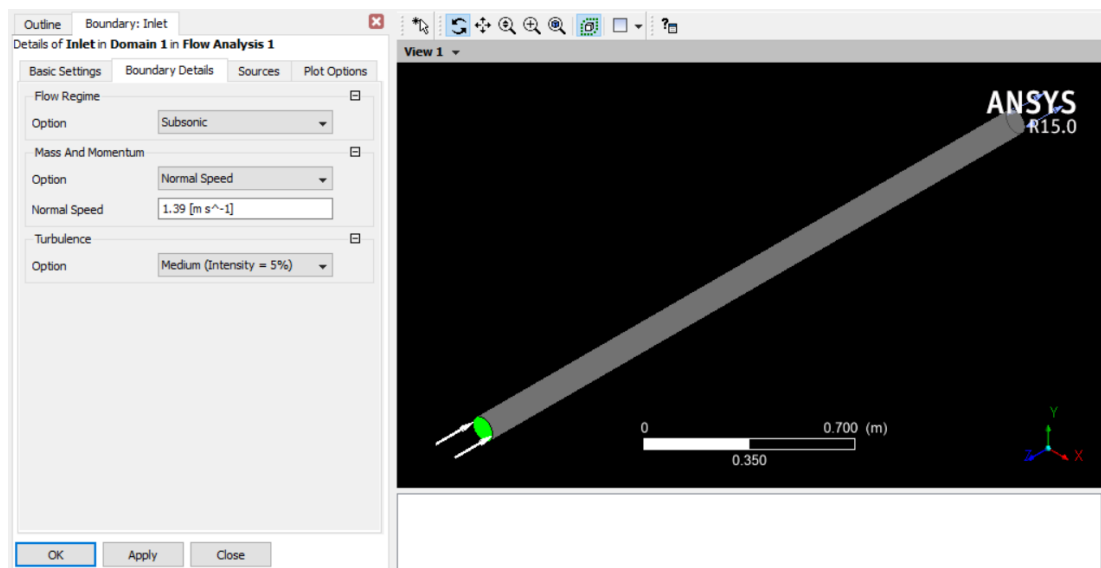 Outline
Boundary: Inlet
Details of Inlet in Domain 1 in Flow Analysis 1
Basic Settings
Boundary Details
Sources
Plot Options
Flow Regime
Option
Subsonic
Mass And Momentum
Option
Normal Speed
Normal Speed
1.39 [m s^-1]
Turbulence
Option
Medium (Intensity = 5%)
OK
Apply
Close
View 1
ANSYS
R15.0
0
0.700 (m)
0.350
Y
Z
X